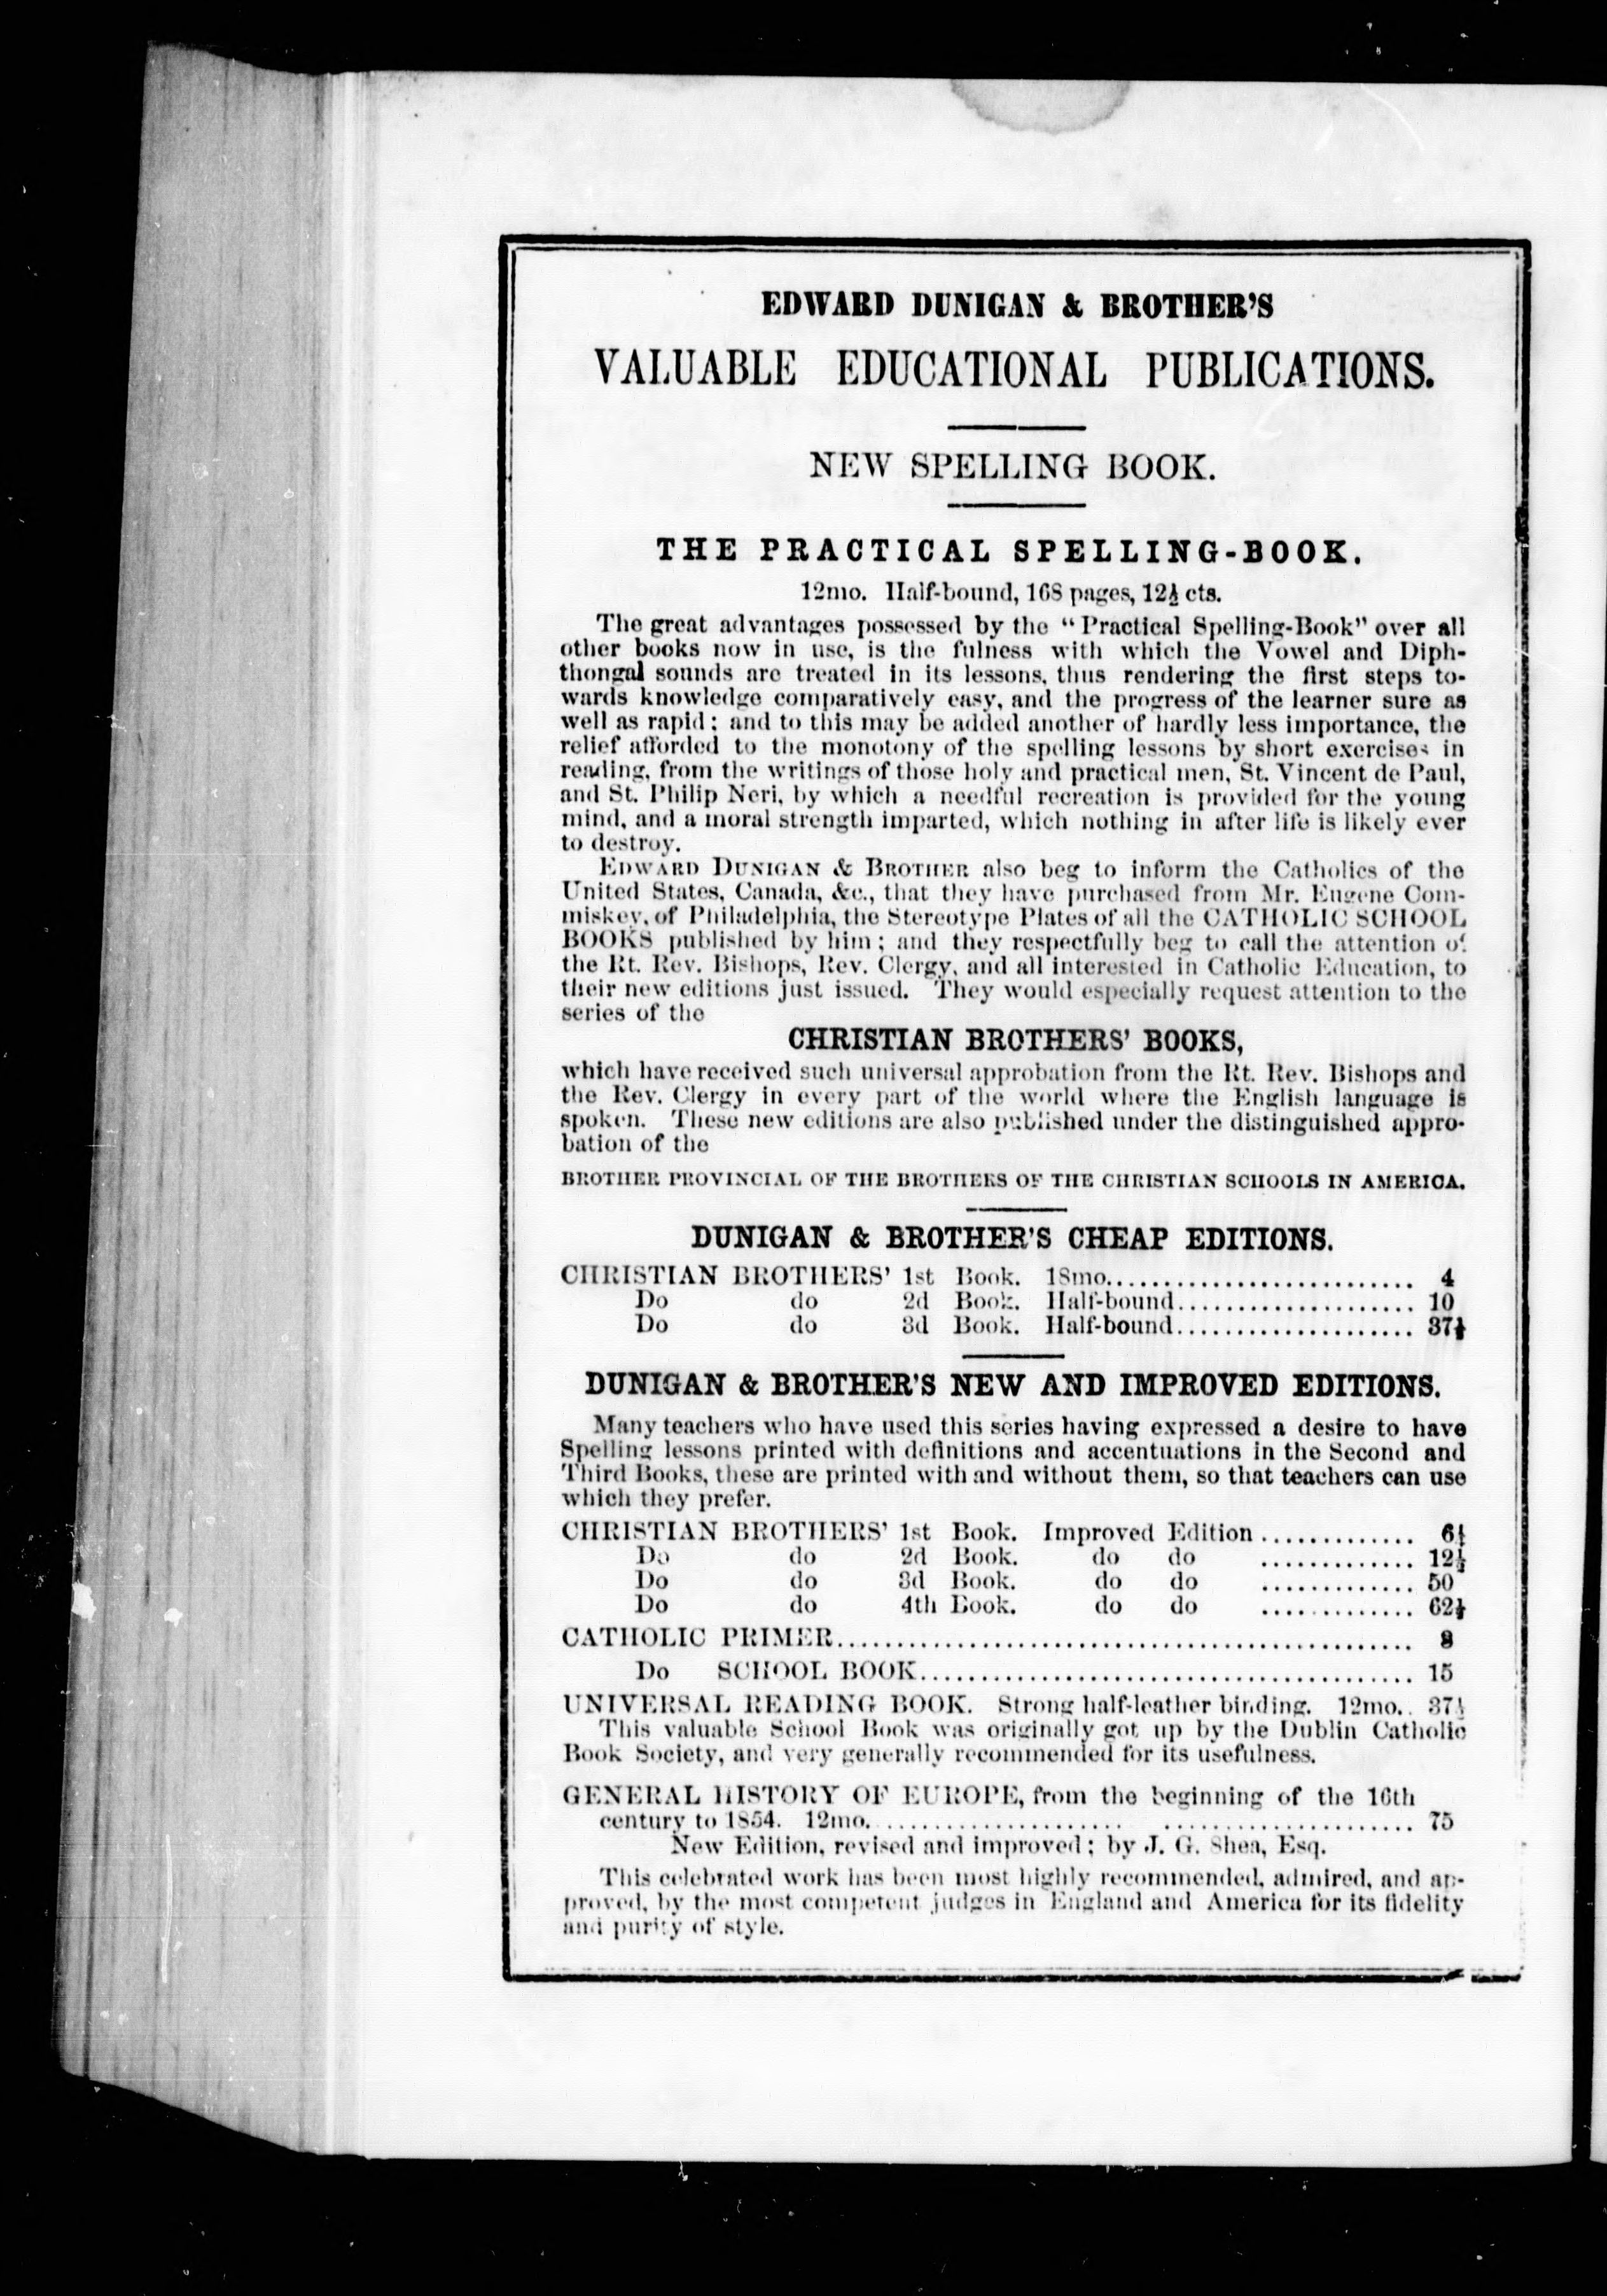 EDWARD DUNIGAN & BROTHER'S
VALUABLE EDUCATIONAL PUBLICATIONS.
NEW SPELLING BOOK.
THE PRACTICAL SPELLING-BOOK.
12mo. Half-bound, 168 pages, 12½ cts.
The great advantages possessed by the "Practical Spelling-Book" over all
other books now in use, is the fulness with which the Vowel and Diph-
thongal sounds are treated in its lessons, thus rendering the first steps to-
wards knowledge comparatively easy, and the progress of the learner sure as
well as rapid; and to this may be added another of hardly less importance, the
relief afforded to the monotony of the spelling lessons by short exercises in
reading, from the writings of those holy and practical men, St. Vincent de Paul,
and St. Philip Neri, by which a needful recreation is provided for the young
mind, and a moral strength imparted, which nothing in after life is likely ever
to destroy.
EDWARD DUNIGAN & BROTHER also beg to inform the Catholics of the
United States, Canada, &c., that they have purchased from Mr. Eugene Com-
miskey, of Philadelphia, the Stereotype Plates of all the CATHOLIC SCHOOL
BOOKS published by him; and they respectfully beg to call the attention of
the Rt. Rev. Bishops, Rev. Clergy, and all interested in Catholic Education, to
their new editions just issued. They would especially request attention to the
series of the
CHRISTIAN BROTHERS' BOOKS,
which have received such universal approbation from the Rt. Rev. Bishops and
the Rev. Clergy in every part of the world where the English language is
spoken. These new editions are also published under the distinguished appro-
bation of the
BROTHER PROVINCIAL OF THE BROTHERS OF THE CHRISTIAN SCHOOLS IN AMERICA.
DUNIGAN & BROTHER'S CHEAP EDITIONS.
CHRISTIAN BROTHERS' 1st Book. 18mo........................... 4
Do do 2d Book. Half-bound..................... 10
Do do 3d Book. Half-bound..................... 37½
DUNIGAN & BROTHER'S NEW AND IMPROVED EDITIONS.
Many teachers who have used this series having expressed a desire to have
Spelling lessons printed with definitions and accentuations in the Second and
Third Books, these are printed with and without them, so that teachers can use
which they prefer.
CHRISTIAN BROTHERS' 1st Book. Improved Edition .............. 6¼
Do do 2d Book. do do .............. 12½
Do do 3d Book. do do .............. 50
Do do 4th Book. do do .............. 62½
CATHOLIC PRIMER.................................................. 8
Do SCHOOL BOOK........................................... 15
UNIVERSAL READING BOOK. Strong half-leather binding. 12mo.. 37½
This valuable School Book was originally got up by the Dublin Catholic
Book Society, and very generally recommended for its usefulness.
GENERAL HISTORY OF EUROPE, from the beginning of the 16th
century to 1854. 12mo. ..................... ..................... 75
New Edition, revised and improved; by J. G. Shea, Esq.
This celebrated work has been most highly recommended, admired, and ap-
proved, by the most competent judges in England and America for its fidelity
and purity of style.